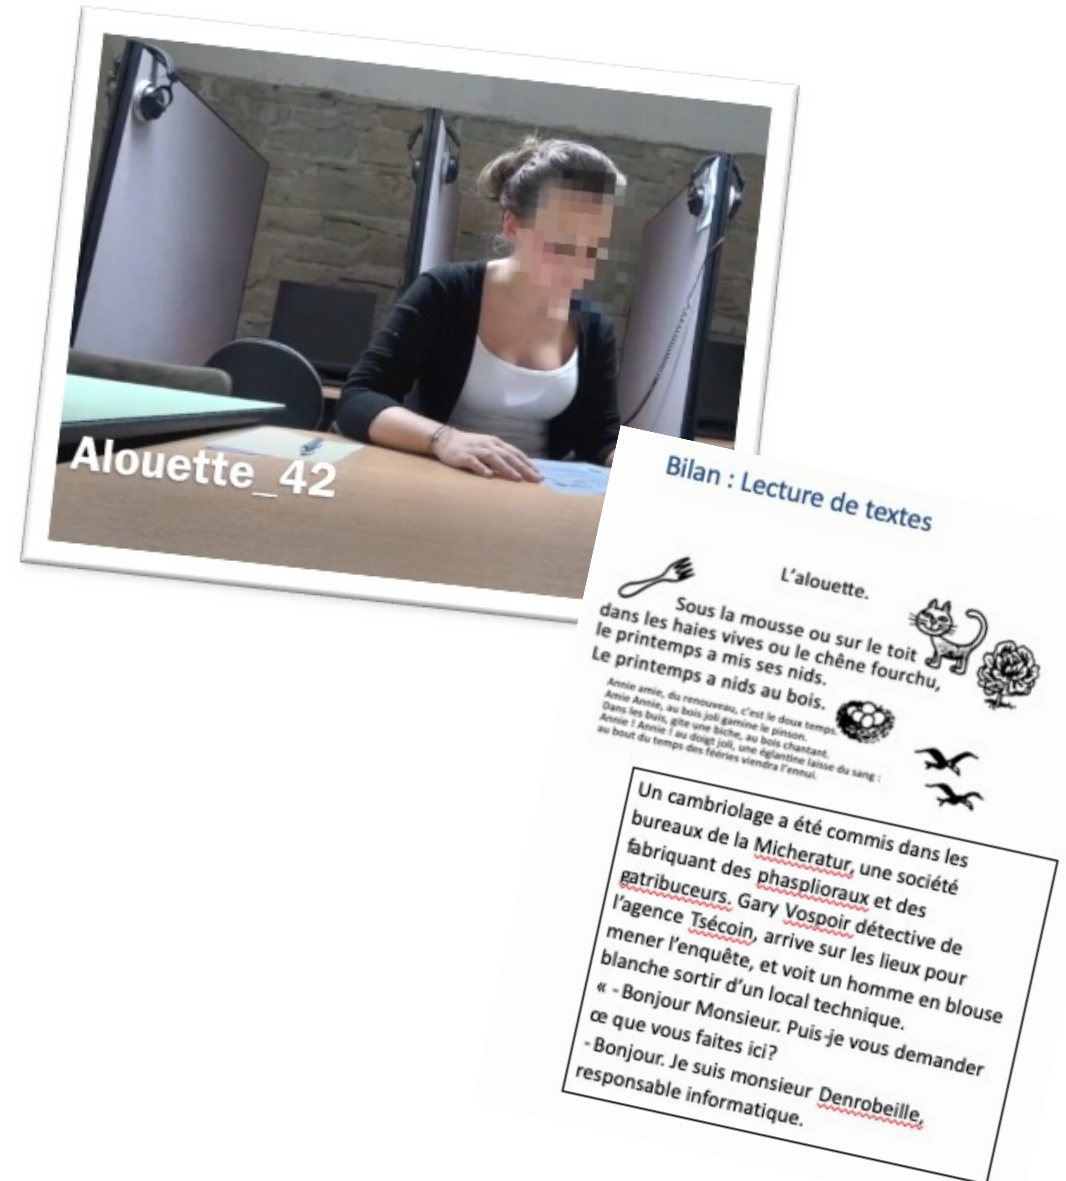 Alouette_42
Bilan : Lecture de textes
L'alouette.
Sous la mousse ou sur le toit
dans les haies vives ou le chêne fourchu,
le printemps a mis ses nids.
Le printemps a nids au bois.
Annie amie, du renouveau, c'est le doux temps.
Amie Annie, au bois joli gamine le pinson.
Dans les buis, gîte une biche, au bois chantant.
Annie ! Annie ! au doigt joli, une églantine laisse du sang :
au bout du temps des fééries viendra l'ennui.
Un cambriolage a été commis dans les
bureaux de la Micheratur, une société
fabriquant des phasplioraux et des
gatribuceurs. Gary Vospoir détective de
l'agence Tsécoin, arrive sur les lieux pour
mener l'enquête, et voit un homme en blouse
blanche sortir d'un local technique.
« - Bonjour Monsieur. Puis-je vous demander
ce que vous faites ici?
- Bonjour. Je suis monsieur Denrobeille,
responsable informatique.